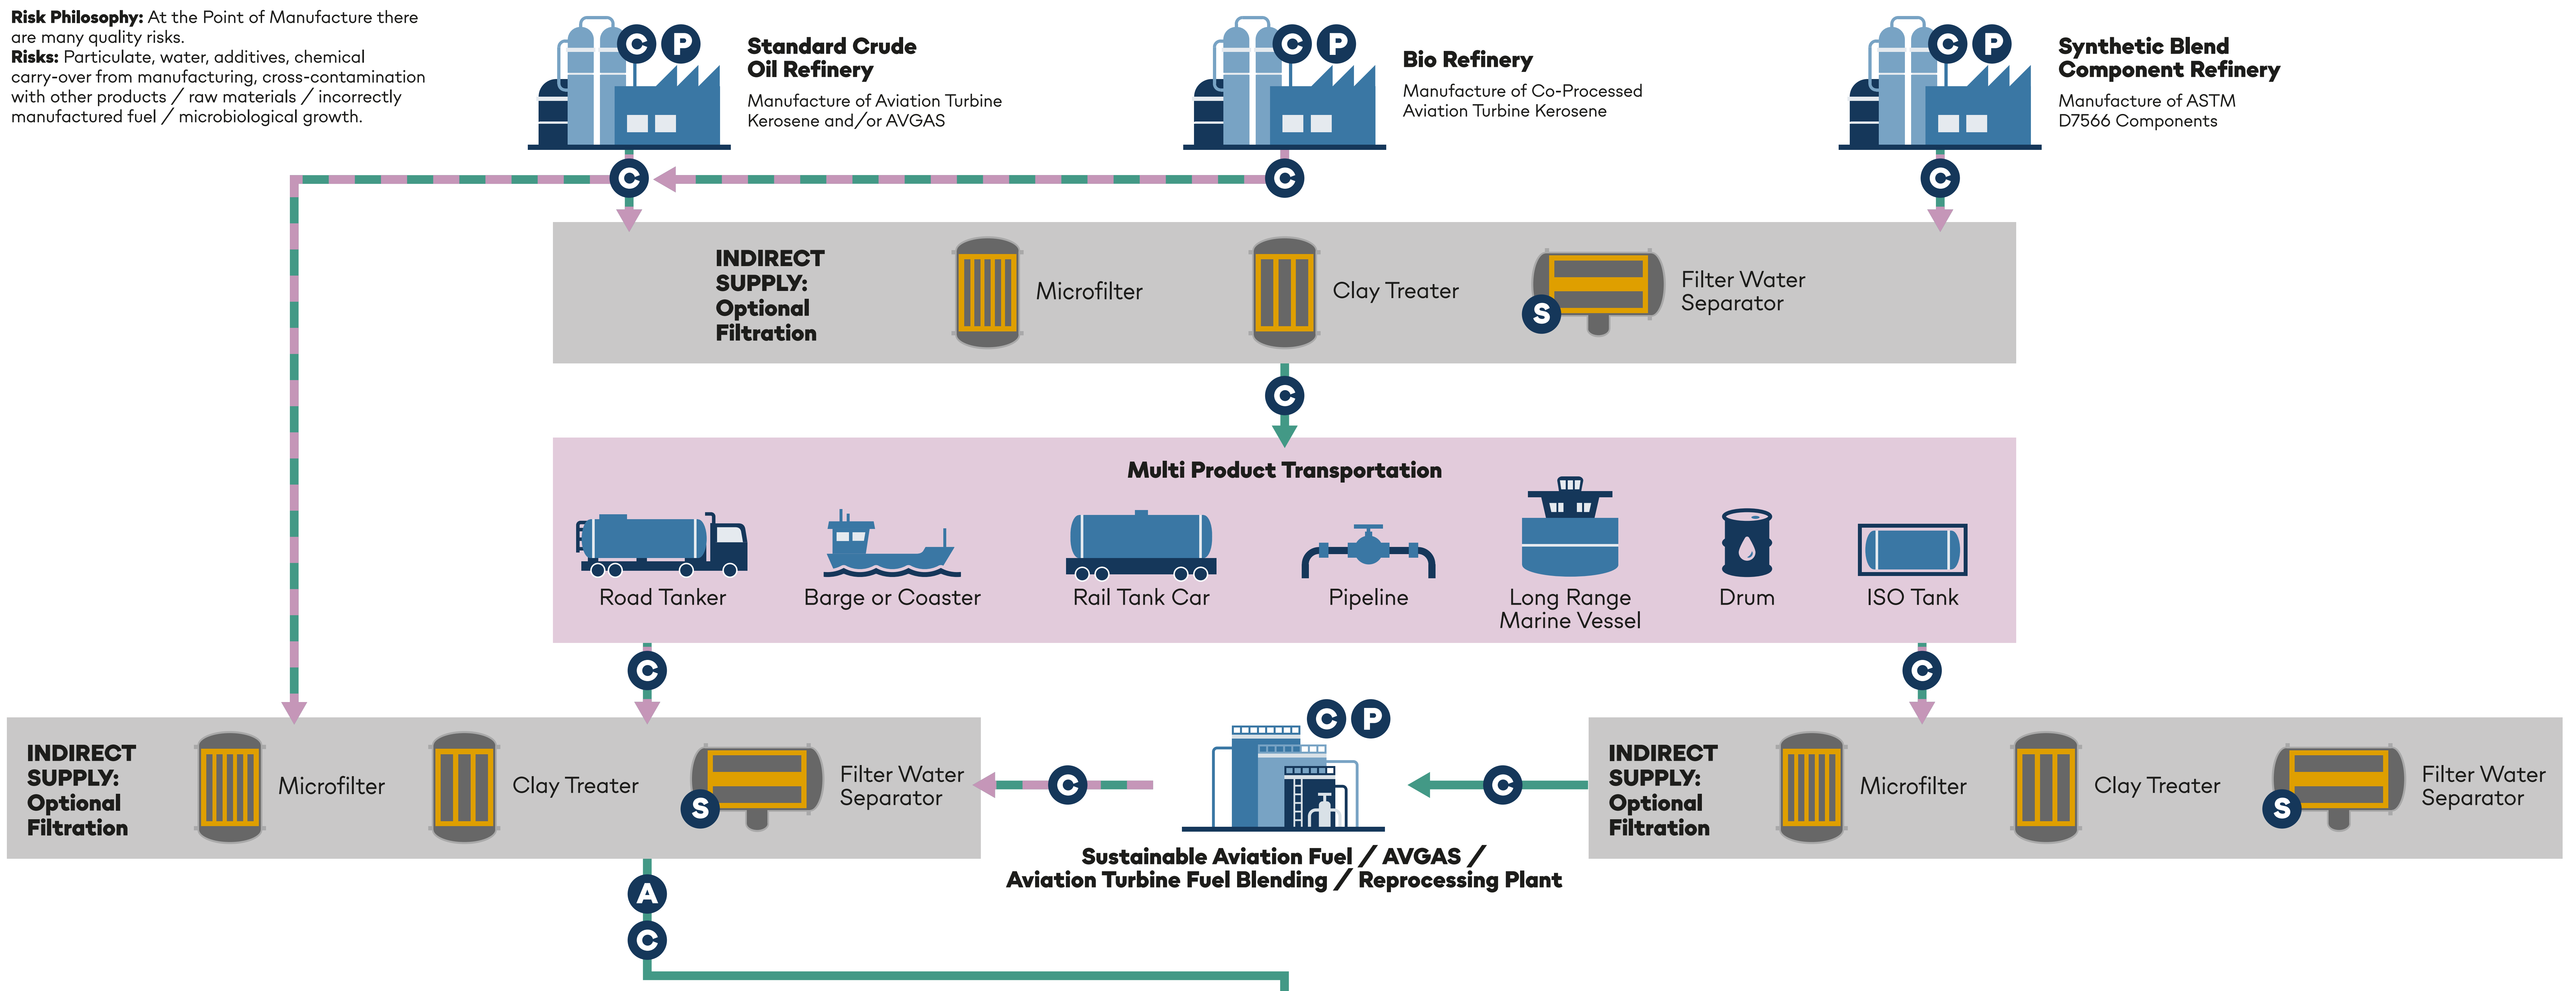 Risk Philosophy: At the Point of Manufacture there
are many quality risks.
Risks: Particulate, water, additives, chemical
carry-over from manufacturing, cross-contamination
with other products / raw materials / incorrectly
manufactured fuel / microbiological growth.
C P
Standard Crude
Oil Refinery
Manufacture of Aviation Turbine
Kerosene and/or AVGAS
C P
Bio Refinery
Manufacture of Co-Processed
Aviation Turbine Kerosene
C P
Synthetic Blend
Component Refinery
Manufacture of ASTM
D7566 Components
C
C
C
INDIRECT
SUPPLY:
Optional
Filtration
Microfilter
Clay Treater
S
Filter Water
Separator
C
Multi Product Transportation
Road Tanker
Barge or Coaster
Rail Tank Car
Pipeline
Long Range
Marine Vessel
Drum
ISO Tank
C
C
INDIRECT
SUPPLY:
Optional
Filtration
Microfilter
Clay Treater
S
Filter Water
Separator
C
C P
Sustainable Aviation Fuel / AVGAS /
Aviation Turbine Fuel Blending / Reprocessing Plant
C
INDIRECT
SUPPLY:
Optional
Filtration
Microfilter
Clay Treater
S
Filter Water
Separator
A
C